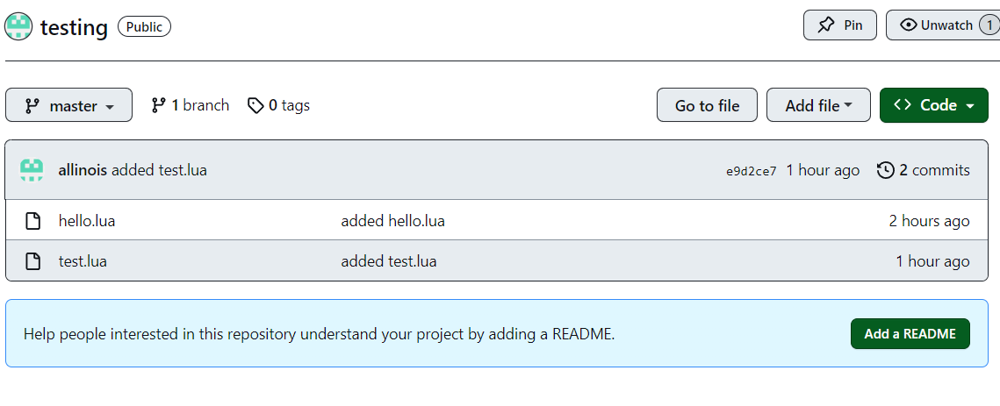 testing Public Pin Unwatch 1
master 1 branch 0 tags Go to file Add file Code
allinois added test.lua e9d2ce7 1 hour ago 2 commits
hello.lua added hello.lua 2 hours ago
test.lua added test.lua 1 hour ago
Help people interested in this repository understand your project by adding a README. Add a README